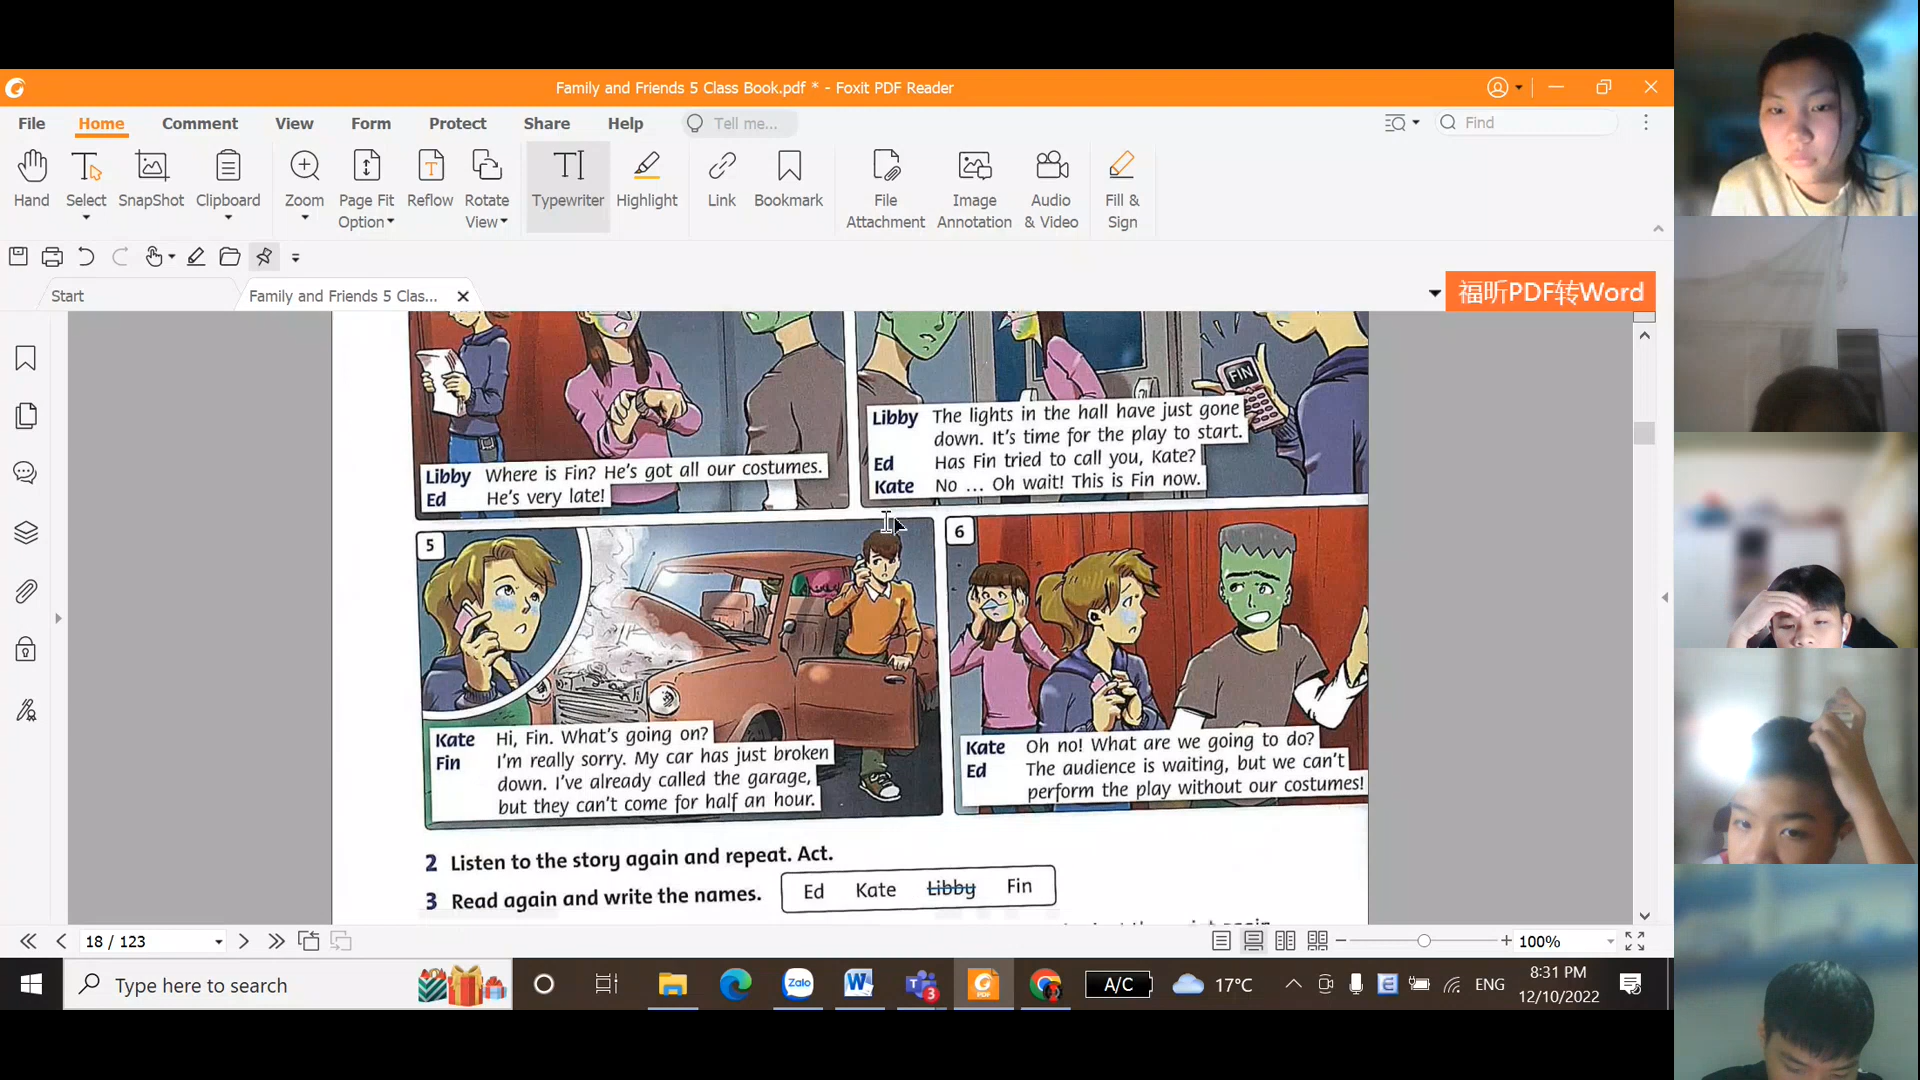 Family and Friends 5 Class Book.pdf * - Foxit PDF Reader
File Home Comment View Form Protect Share Help Tell me... Find
Hand Select SnapShot Clipboard Zoom Page Fit Option Reflow Rotate View Typewriter Highlight Link Bookmark File Attachment Image Annotation Audio & Video Fill & Sign
Start Family and Friends 5 Clas... 福昕PDF转Word
FIN
Libby Where is Fin? He's got all our costumes.
Ed He's very late!
Libby The lights in the hall have just gone
down. It's time for the play to start.
Ed Has Fin tried to call you, Kate?
Kate No ... Oh wait! This is Fin now.
5
Kate Hi, Fin. What's going on?
Fin I'm really sorry. My car has just broken
down. I've already called the garage,
but they can't come for half an hour.
6
Kate Oh no! What are we going to do?
Ed The audience is waiting, but we can't
perform the play without our costumes!
2 Listen to the story again and repeat. Act.
3 Read again and write the names. Ed Kate Libby Fin
18 / 123 100%
Type here to search Zalo 3 A/C 17°C ENG 8:31 PM
12/10/2022